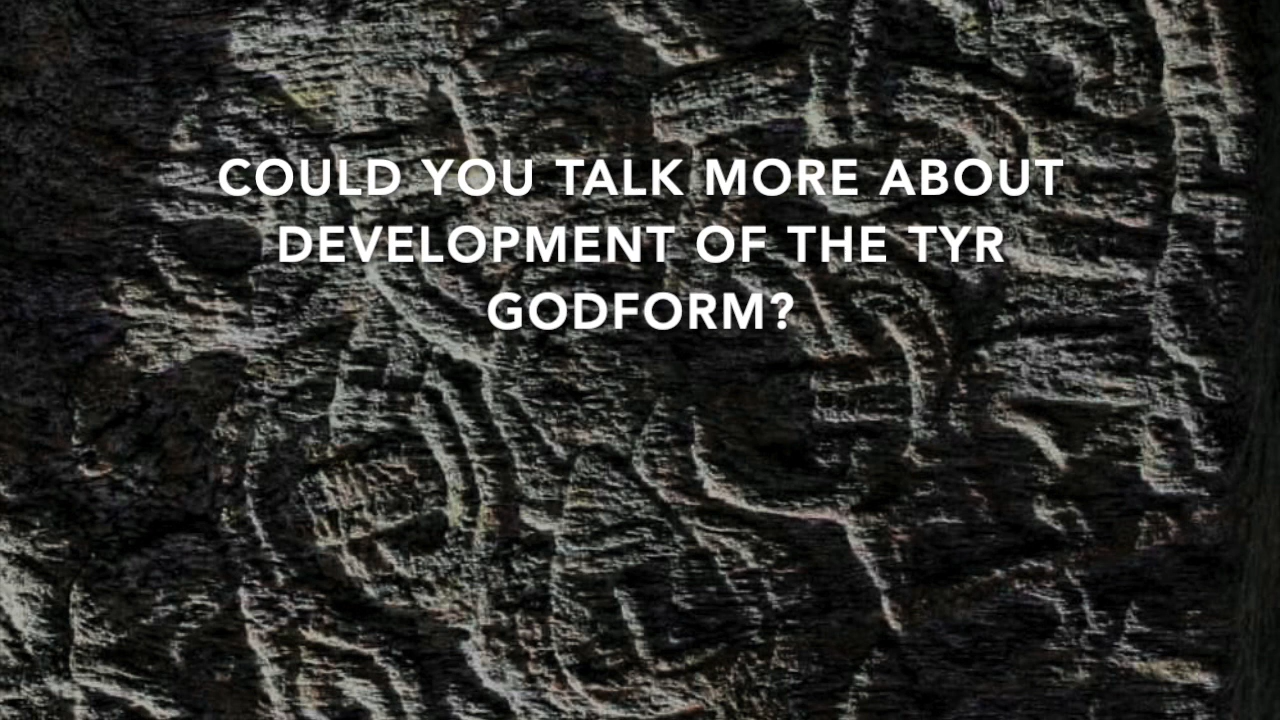 COULD YOU TALK MORE ABOUT
DEVELOPMENT OF THE TYR
GODFORM?